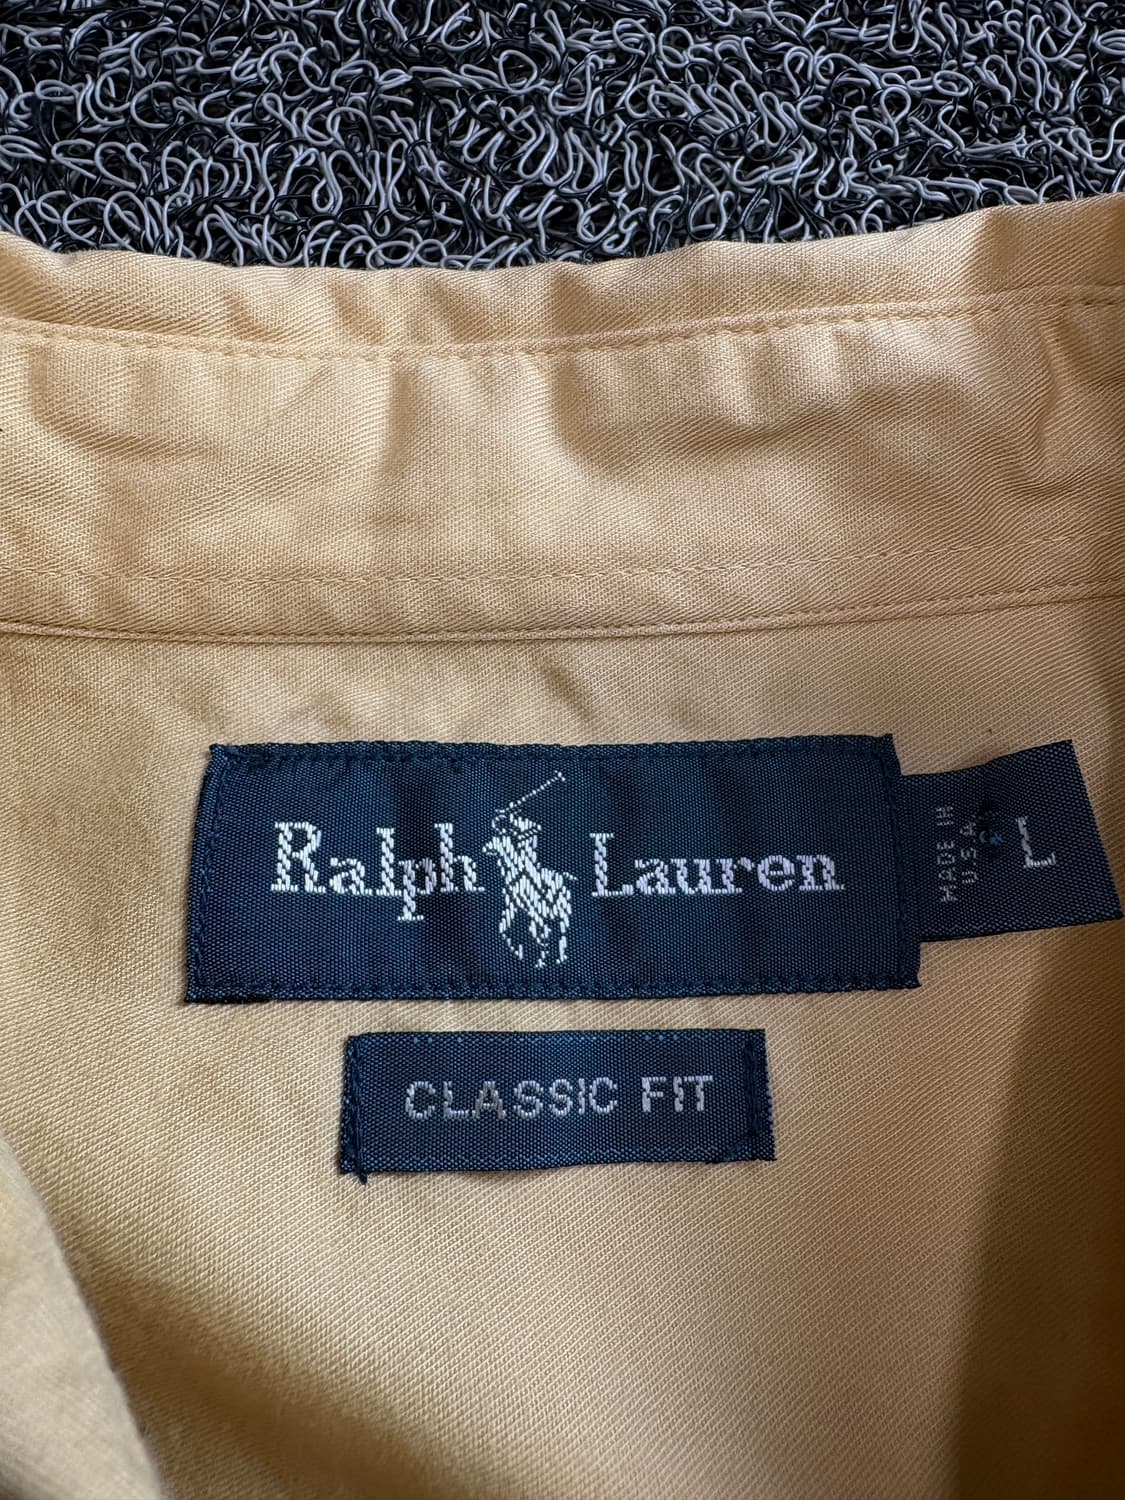 Ralph Lauren
MADE IN
U.S.A.
L
CLASSIC FIT